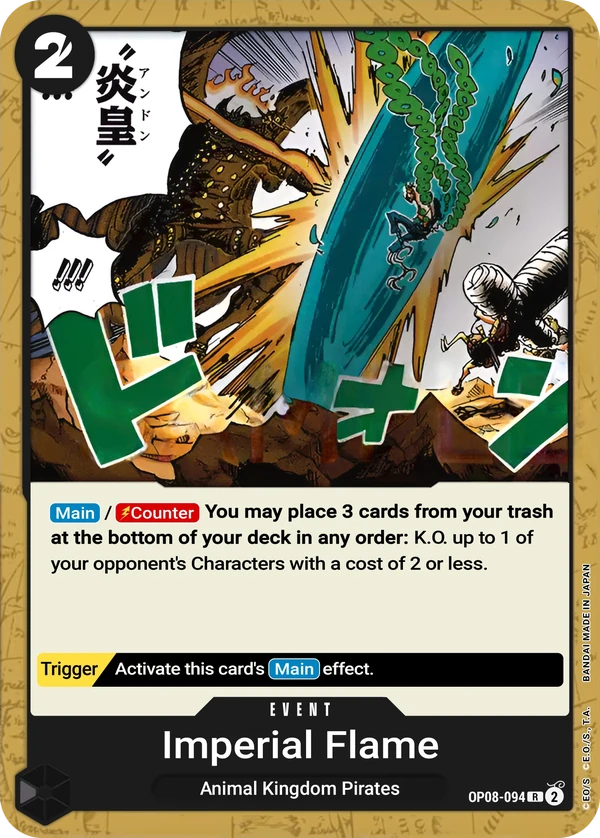 2
"炎皇"
アンドン
!!!
ドォン
[Main] / [Counter] You may place 3 cards from your trash
at the bottom of your deck in any order: K.O. up to 1 of
your opponent's Characters with a cost of 2 or less.
Trigger Activate this card's [Main] effect.
EVENT
Imperial Flame
Animal Kingdom Pirates
OP08-094 R 2
©E.O/S. ©E.O./S., T.A. BANDAI MADE IN JAPAN